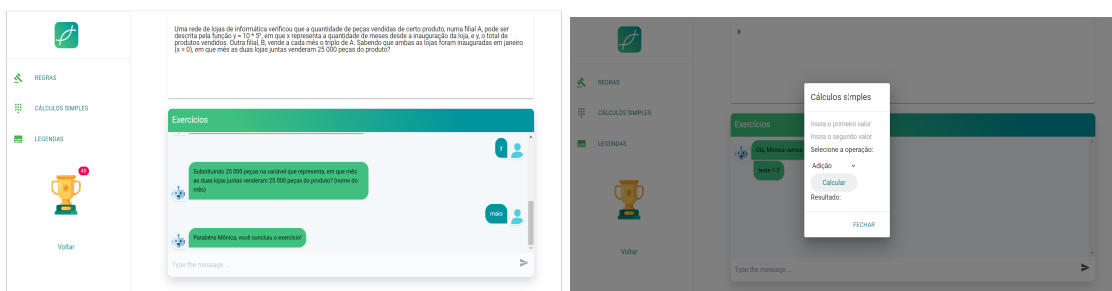 Uma rede de lojas de informática verificou que a quantidade de peças vendidas de certo produto, numa filial A, pode ser
descrita pela função y = 10 * 5ˣ, em que x representa a quantidade de meses desde a inauguração da loja, e y, o total de
produtos vendidos. Outra filial, B, vende a cada mês o triplo de A. Sabendo que ambas as lojas foram inauguradas em janeiro
(x = 0), em que mês as duas lojas juntas venderam 25 000 peças do produto?
REGRAS
CÁLCULOS SIMPLES
LEGENDAS
40
Voltar
Exercícios
y
Substituindo 25 000 peças na variável que representa, em que mês
as duas lojas juntas venderam 25 000 peças do produto? (nome do
mês)
maio
Parabéns Mônica, você concluiu o exercício!
Type the message ...
a
REGRAS
CÁLCULOS SIMPLES
LEGENDAS
Voltar
Exercícios
Olá, Mônica vamos
teste 1-2
Type the message ...
Cálculos simples
Insira o primeiro valor
Insira o segundo valor
Selecione a operação:
Adição
Calcular
Resultado:
FECHAR